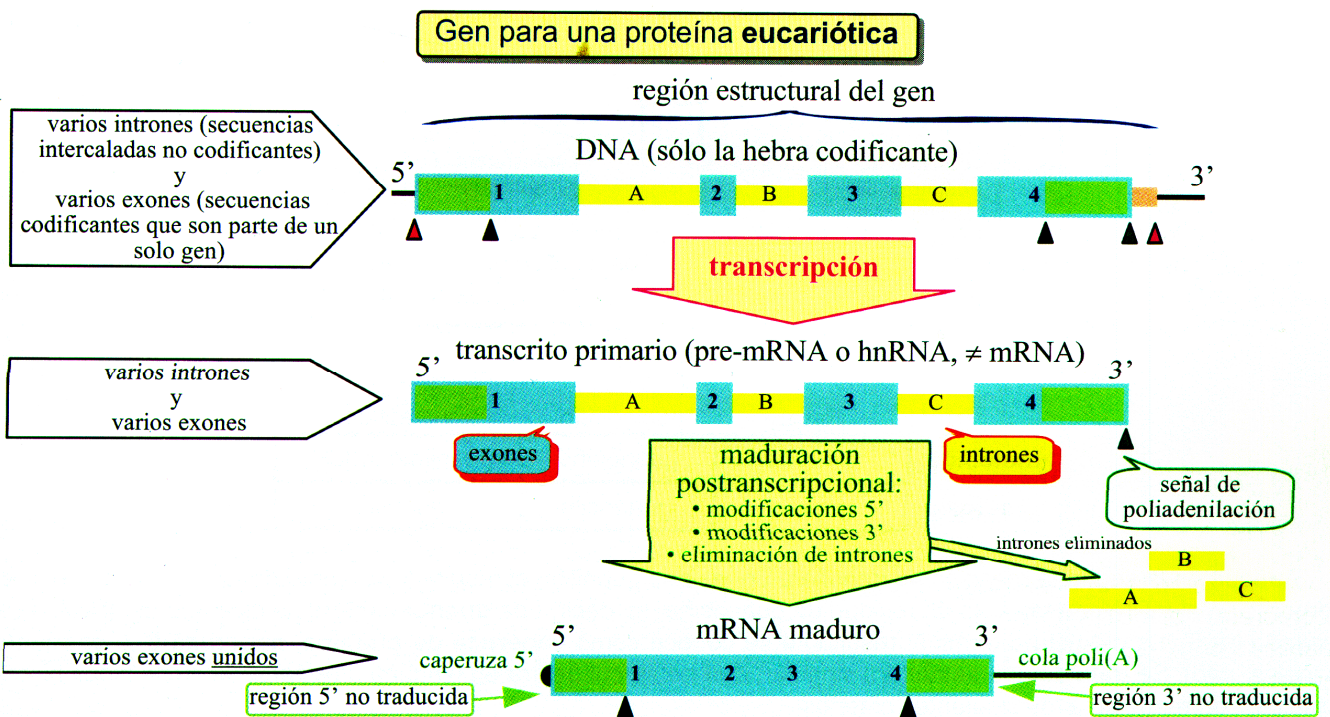 Gen para una proteína eucariótica
región estructural del gen
varios intrones (secuencias
intercaladas no codificantes)
y
varios exones (secuencias
codificantes que son parte de un
solo gen)
DNA (sólo la hebra codificante)
5’
3’
1
A
2
B
3
C
4
transcripción
transcrito primario (pre-mRNA o hnRNA, ≠ mRNA)
5’
3’
varios intrones
y
varios exones
1
A
2
B
3
C
4
exones
intrones
maduración
postranscripcional:
• modificaciones 5’
• modificaciones 3’
• eliminación de intrones
señal de
poliadenilación
intrones eliminados
B
A
C
mRNA maduro
5’
3’
varios exones unidos
caperuza 5’
1
2
3
4
cola poli(A)
región 5’ no traducida
región 3’ no traducida